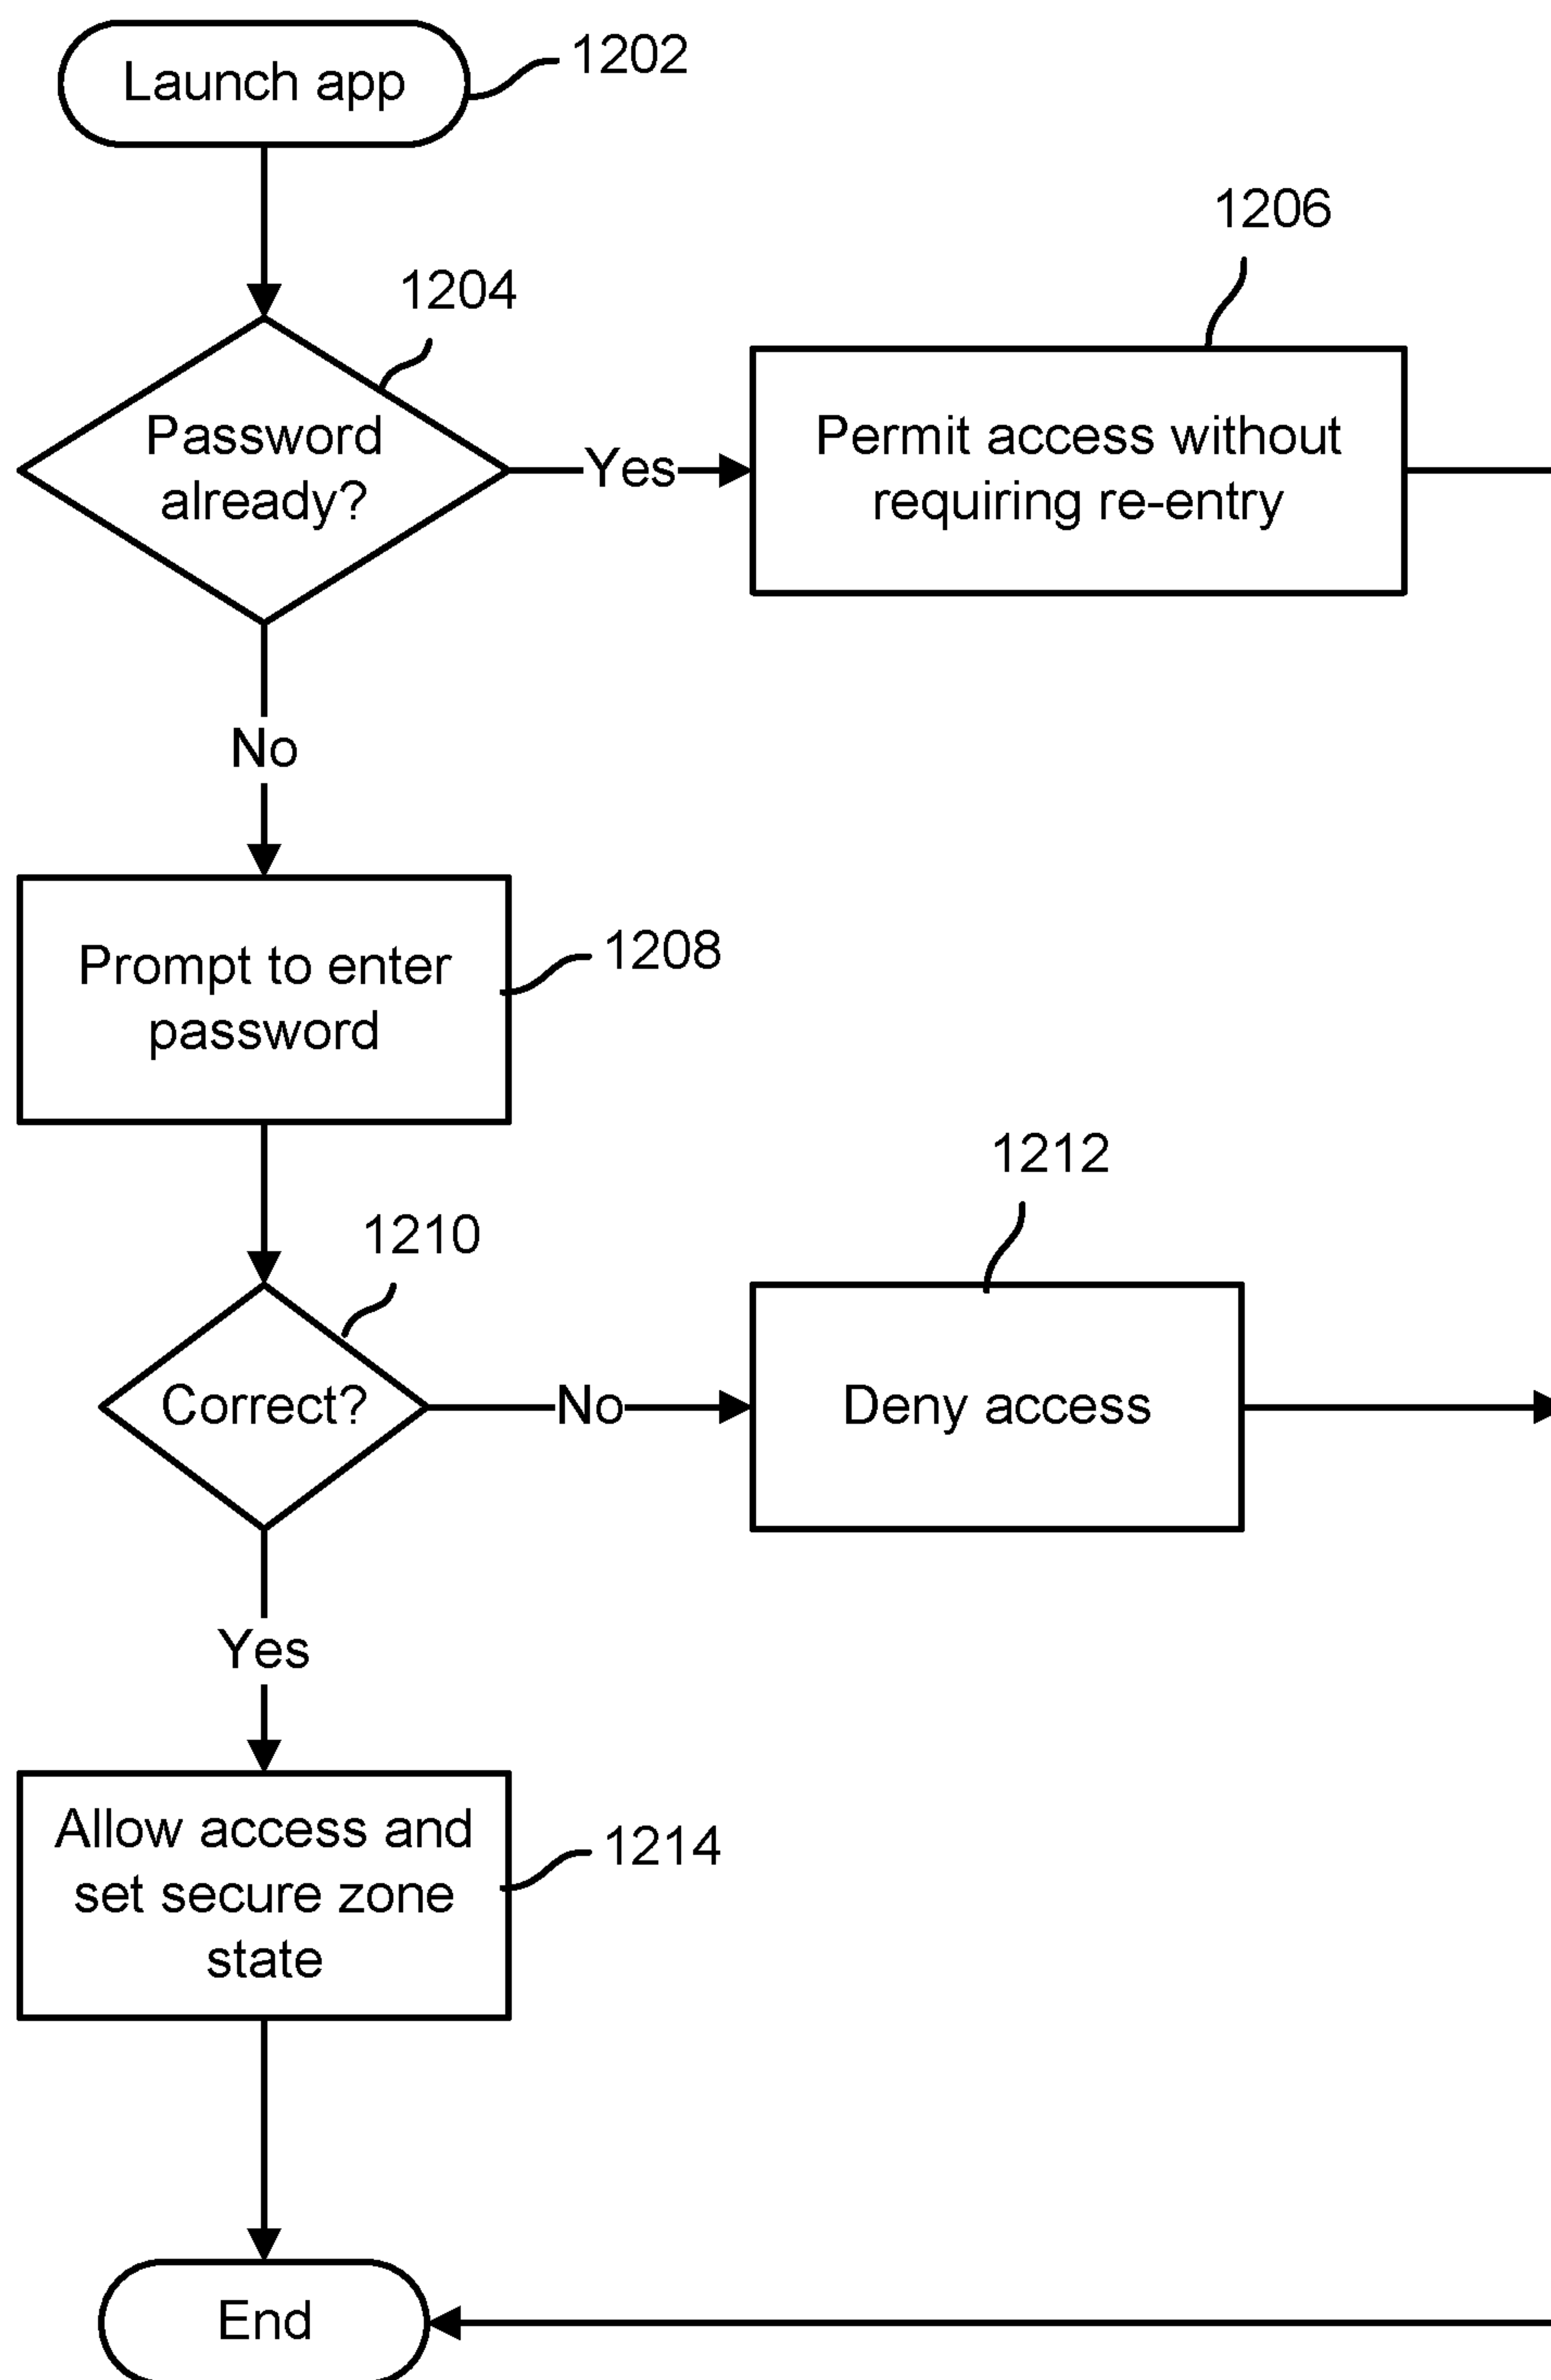 Launch app
1202
1204
1206
Password
already?
Yes
Permit access without
requiring re-entry
No
Prompt to enter
password
1208
1210
1212
Correct?
No
Deny access
Yes
Allow access and
set secure zone
state
1214
End